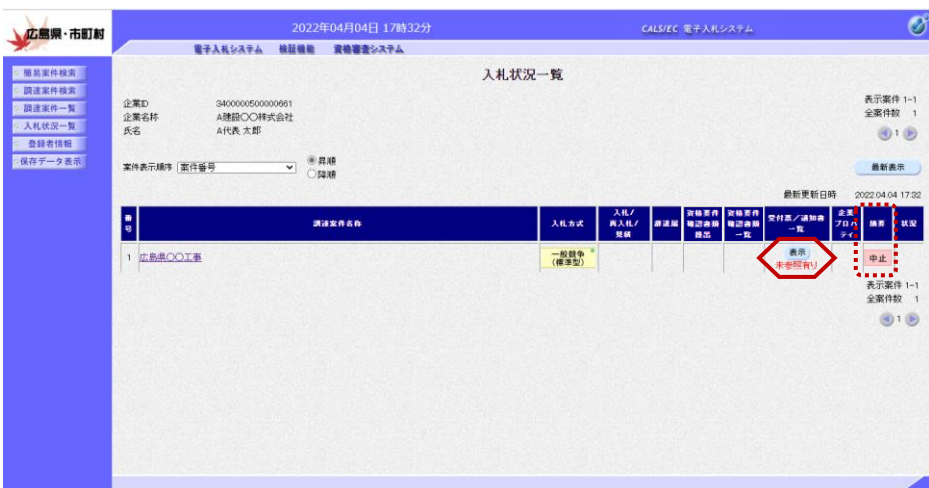 広島県・市町村
2022年04月04日 17時32分
CALS/EC 電子入札システム
電子入札システム 検証機能 資格審査システム
簡易案件検索
調達案件検索
調達案件一覧
入札状況一覧
登録者情報
保存データ表示
入札状況一覧
企業ID 3400000500000661
企業名称 A建設〇〇株式会社
氏名 A代表 太郎
表示案件 1-1
全案件数 1
1
案件表示順序 案件番号
昇順
降順
最新表示
最新更新日時 2022.04.04 17:32
番号 調達案件名称 入札方式 入札/再入札/見積 辞退届 資格要件確認書類提出 資格要件確認書類一覧 受付票/通知書一覧 企業プロパティ 摘要 状況
1 広島県〇〇工事 一般競争(標準型) 表示 未参照有り 中止
表示案件 1-1
全案件数 1
1